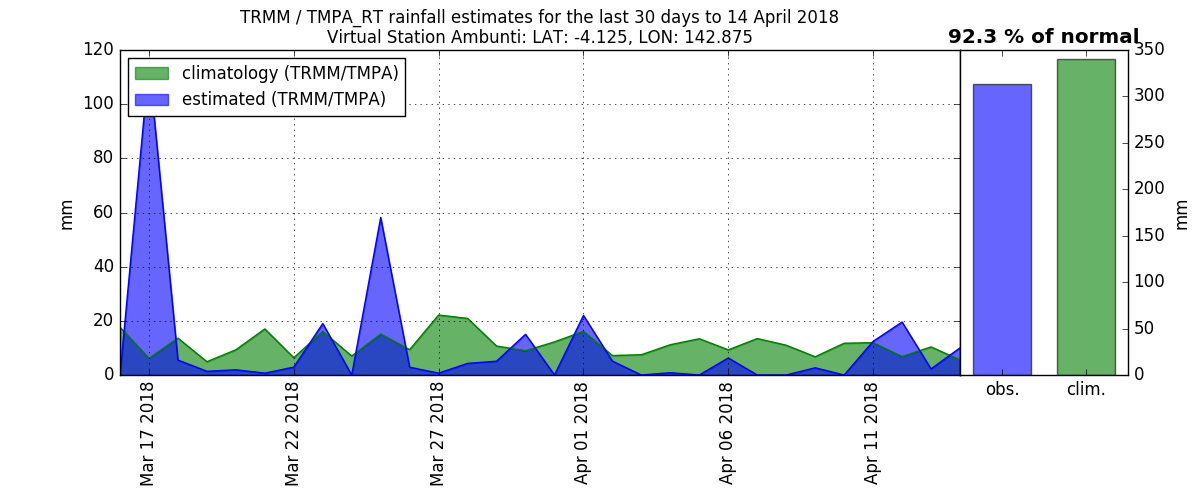 TRMM / TMPA_RT rainfall estimates for the last 30 days to 14 April 2018
Virtual Station Ambunti: LAT: -4.125, LON: 142.875
92.3 % of normal
climatology (TRMM/TMPA)
estimated (TRMM/TMPA)
120
100
80
60
40
20
0
mm
Mar 17 2018
Mar 22 2018
Mar 27 2018
Apr 01 2018
Apr 06 2018
Apr 11 2018
350
300
250
200
150
100
50
0
mm
obs.
clim.